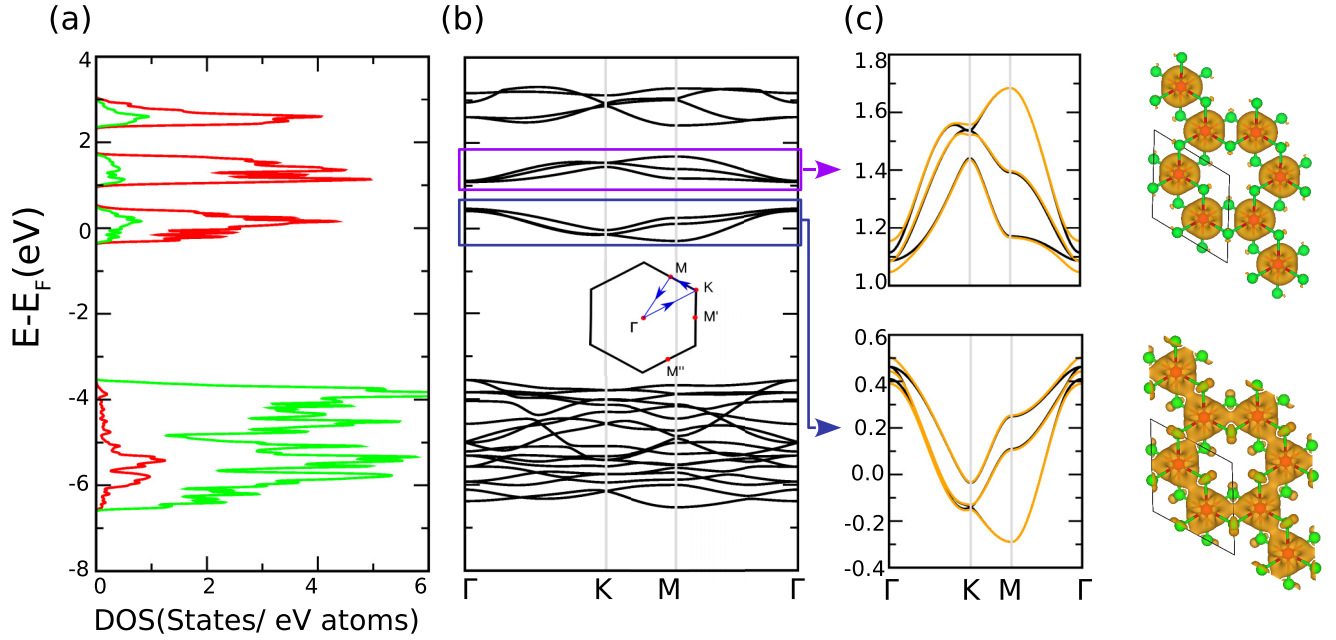 (a)
(b)
(c)
4
2
0
-2
-4
-6
-8
E-E_F(eV)
0
2
4
6
DOS(States/ eV atoms)
M
K
Γ
M'
M''
Γ
K
M
Γ
1.8
1.6
1.4
1.2
1.0
0.6
0.4
0.2
0.0
-0.2
-0.4
Γ
K
M
Γ